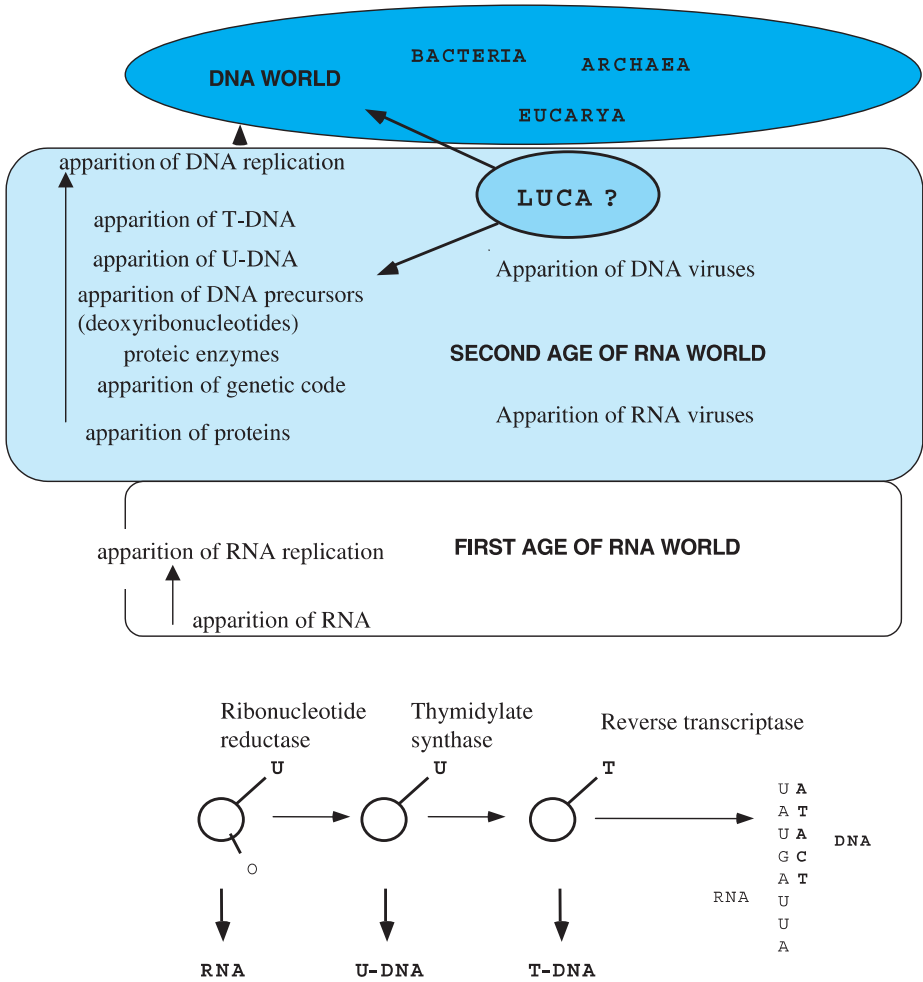 DNA WORLD
BACTERIA
ARCHAEA
EUCARYA
apparition of DNA replication
LUCA ?
apparition of T-DNA
apparition of U-DNA
Apparition of DNA viruses
apparition of DNA precursors
(deoxyribonucleotides)
proteic enzymes
SECOND AGE OF RNA WORLD
apparition of genetic code
Apparition of RNA viruses
apparition of proteins
apparition of RNA replication
FIRST AGE OF RNA WORLD
apparition of RNA
Ribonucleotide
reductase
Thymidylate
synthase
Reverse transcriptase
U
U
T
O
U A
A T
U A
G C
A T
U
U
A
DNA
RNA
RNA
U-DNA
T-DNA